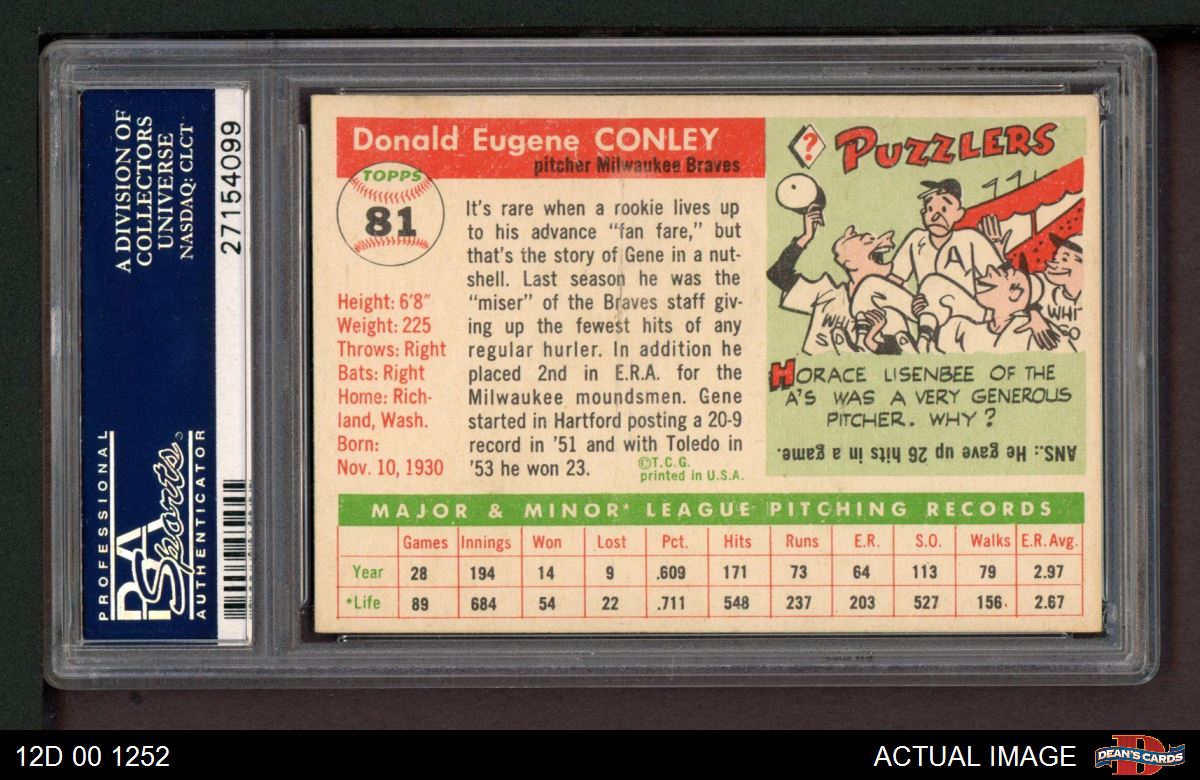 A DIVISION OF
COLLECTORS
UNIVERSE
NASDAQ: CLCT
27154099
PROFESSIONAL
PSA
Sports
AUTHENTICATOR
Donald Eugene CONLEY
pitcher Milwaukee Braves
TOPPS
81
Height: 6'8"
Weight: 225
Throws: Right
Bats: Right
Home: Rich-
land, Wash.
Born:
Nov. 10, 1930
It's rare when a rookie lives up
to his advance "fan fare," but
that's the story of Gene in a nut-
shell. Last season he was the
"miser" of the Braves staff giv-
ing up the fewest hits of any
regular hurler. In addition he
placed 2nd in E.R.A. for the
Milwaukee moundsmen. Gene
started in Hartford posting a 20-9
record in '51 and with Toledo in
'53 he won 23.
©T.C.G.
printed in U.S.A.
? PUZZLERS
A
WHI
SO
WHI
SO
HORACE LISENBEE OF THE
A'S WAS A VERY GENEROUS
PITCHER. WHY?
ANS.: He gave up 26 hits in a game.
MAJOR & MINOR* LEAGUE PITCHING RECORDS
Games Innings Won Lost Pct. Hits Runs E.R. S.O. Walks E.R. Avg.
Year 28 194 14 9 .609 171 73 64 113 79 2.97
*Life 89 684 54 22 .711 548 237 203 527 156 2.67
12D 00 1252
ACTUAL IMAGE
D
DEAN'S CARDS